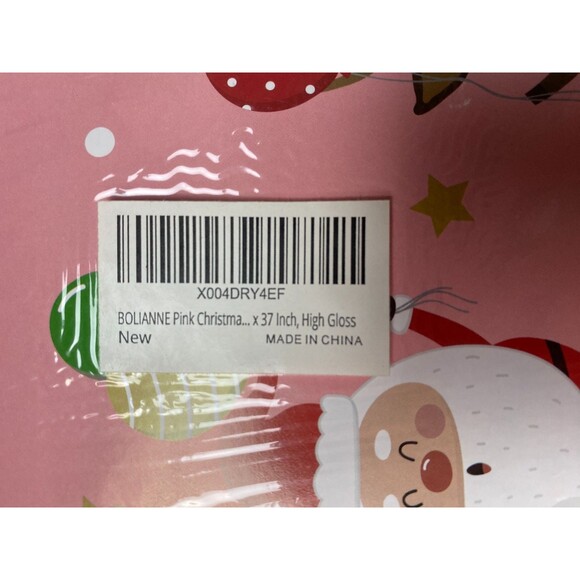 X004DRY4EF
BOLIANNE Pink Christma... x 37 Inch, High Gloss
New MADE IN CHINA